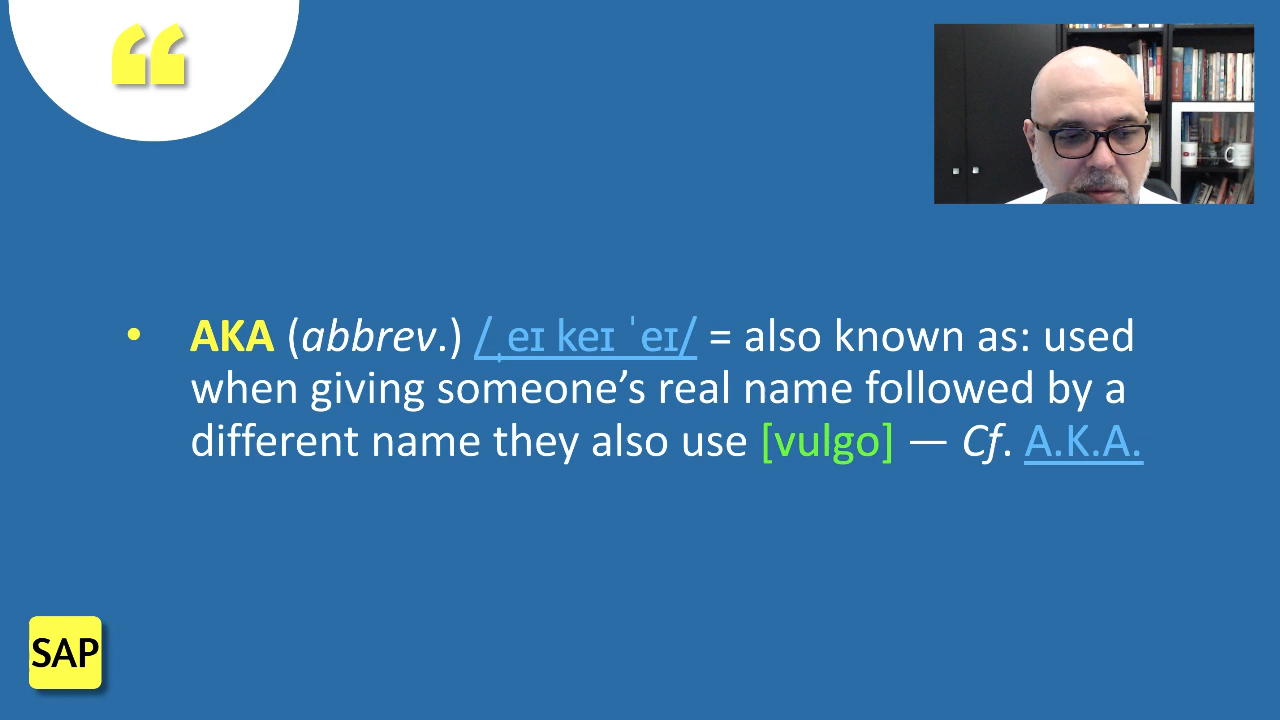 “
• AKA (abbrev.) /ˌeɪ keɪ ˈeɪ/ = also known as: used
when giving someone’s real name followed by a
different name they also use [vulgo] — Cf. A.K.A.
SAP